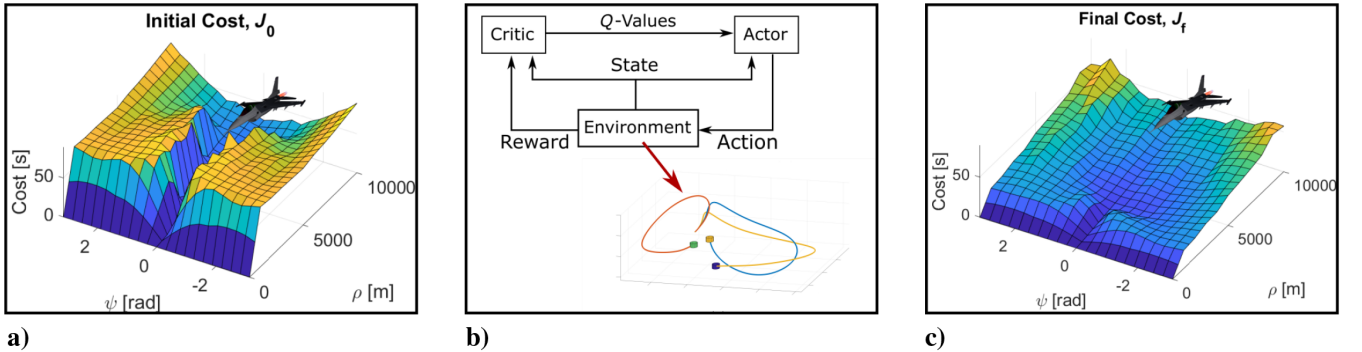 Initial Cost, J0
Cost [s]
50
0
2
0
-2
ψ [rad]
0
5000
10000
ρ [m]
a)
Critic
Q-Values
Actor
State
Environment
Reward
Action
b)
Final Cost, Jf
Cost [s]
50
0
2
0
-2
ψ [rad]
0
5000
10000
ρ [m]
c)